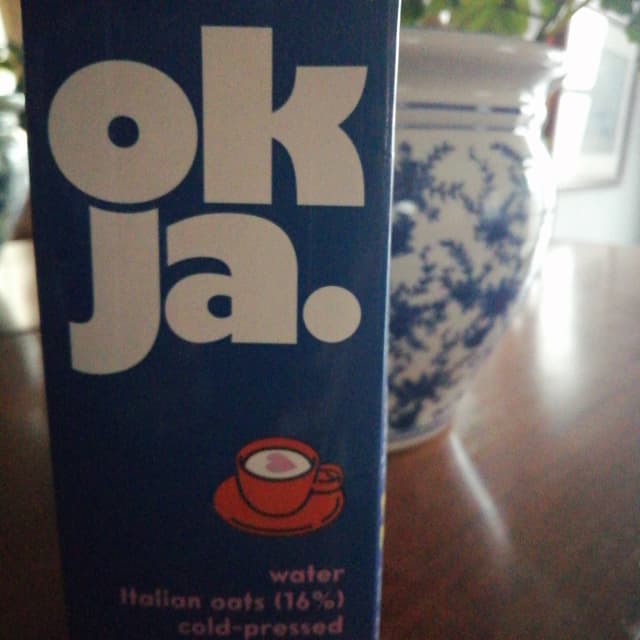 ok
ja.
water
Italian oats (16%)
cold-pressed